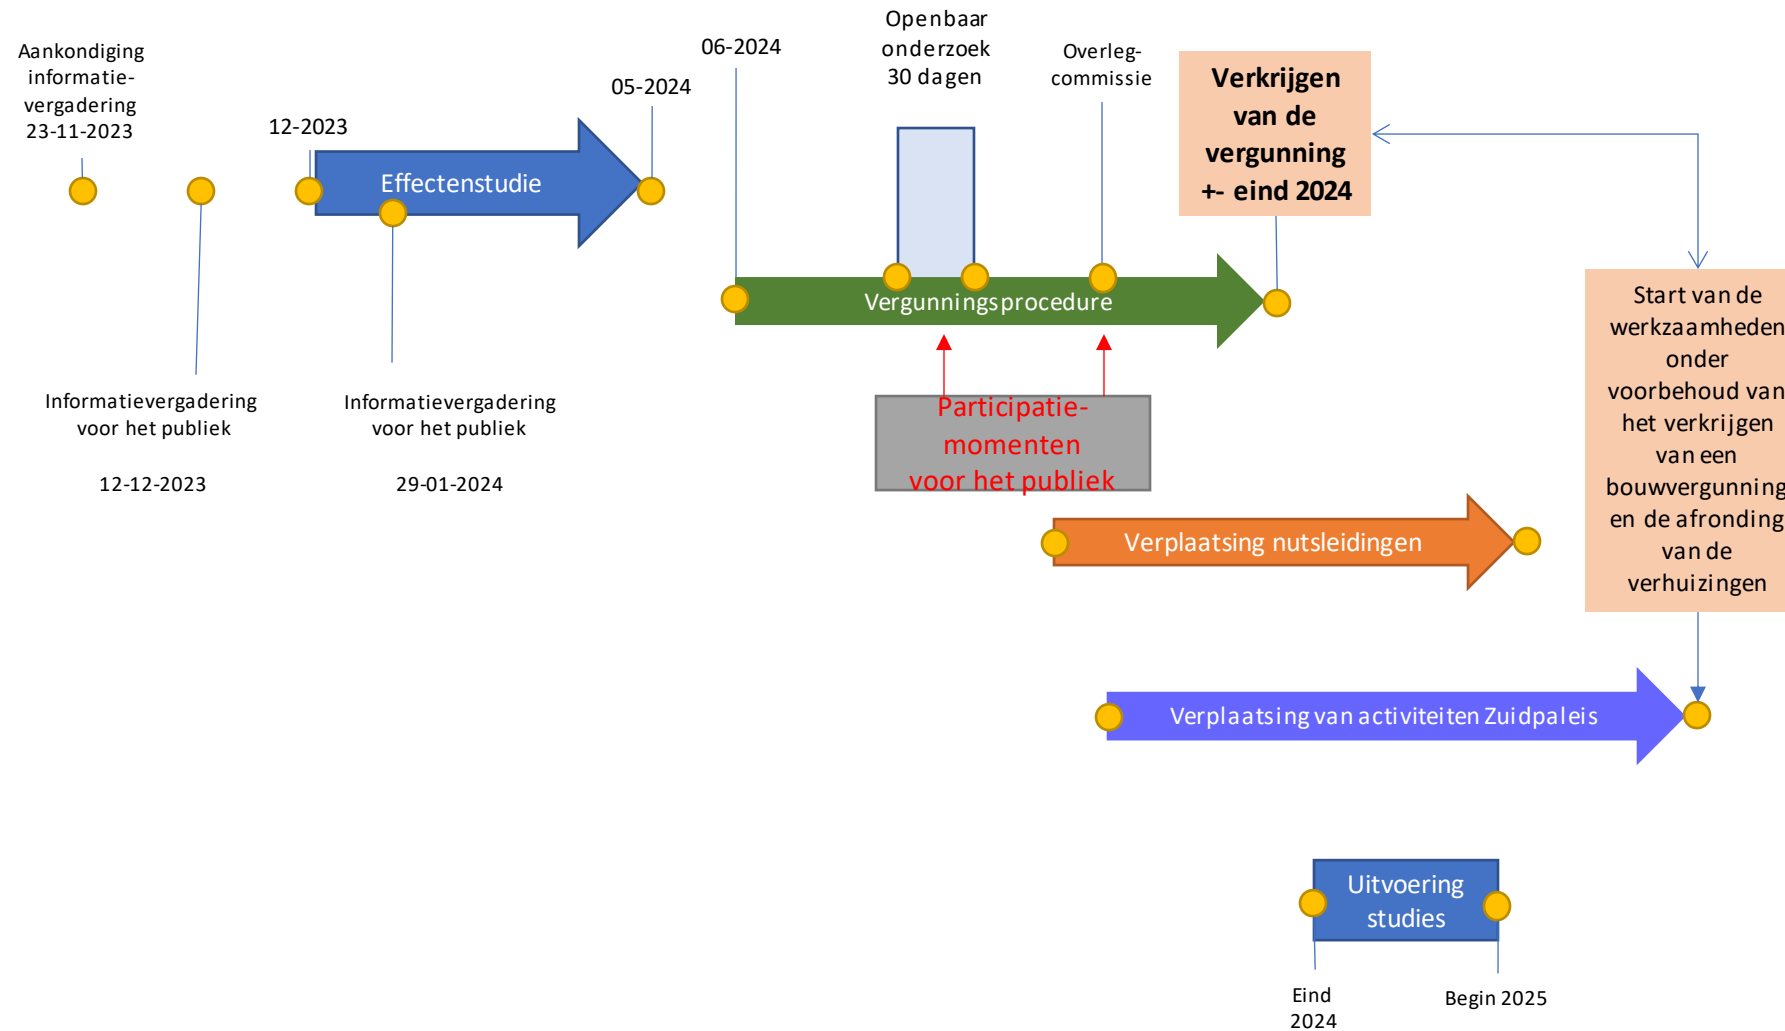 Aankondiging
informatie-
vergadering
23-11-2023
12-2023
Effectenstudie
05-2024
06-2024
Openbaar
onderzoek
30 dagen
Overleg-
commissie
Verkrijgen
van de
vergunning
+- eind 2024
Vergunningsprocedure
Informatievergadering
voor het publiek
12-12-2023
Informatievergadering
voor het publiek
29-01-2024
Participatie-
momenten
voor het publiek
Start van de
werkzaamheden
onder
voorbehoud van
het verkrijgen
van een
bouwvergunning
en de afronding
van de
verhuizingen
Verplaatsing nutsleidingen
Verplaatsing van activiteiten Zuidpaleis
Uitvoering
studies
Eind
2024
Begin 2025